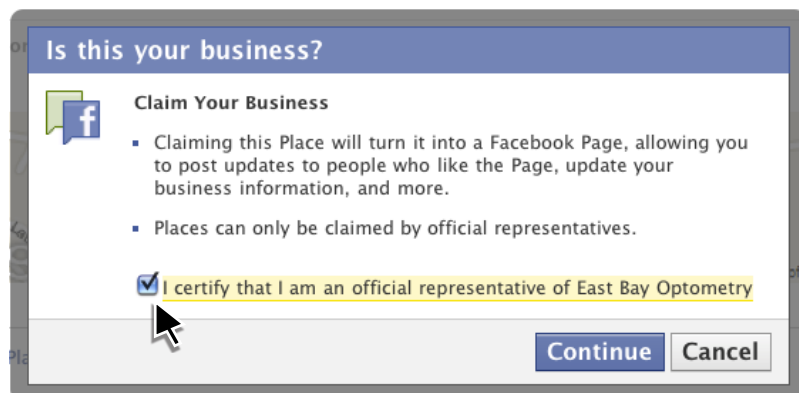 Is this your business?
Claim Your Business
Claiming this Place will turn it into a Facebook Page, allowing you
to post updates to people who like the Page, update your
business information, and more.
Places can only be claimed by official representatives.
I certify that I am an official representative of East Bay Optometry
Continue Cancel